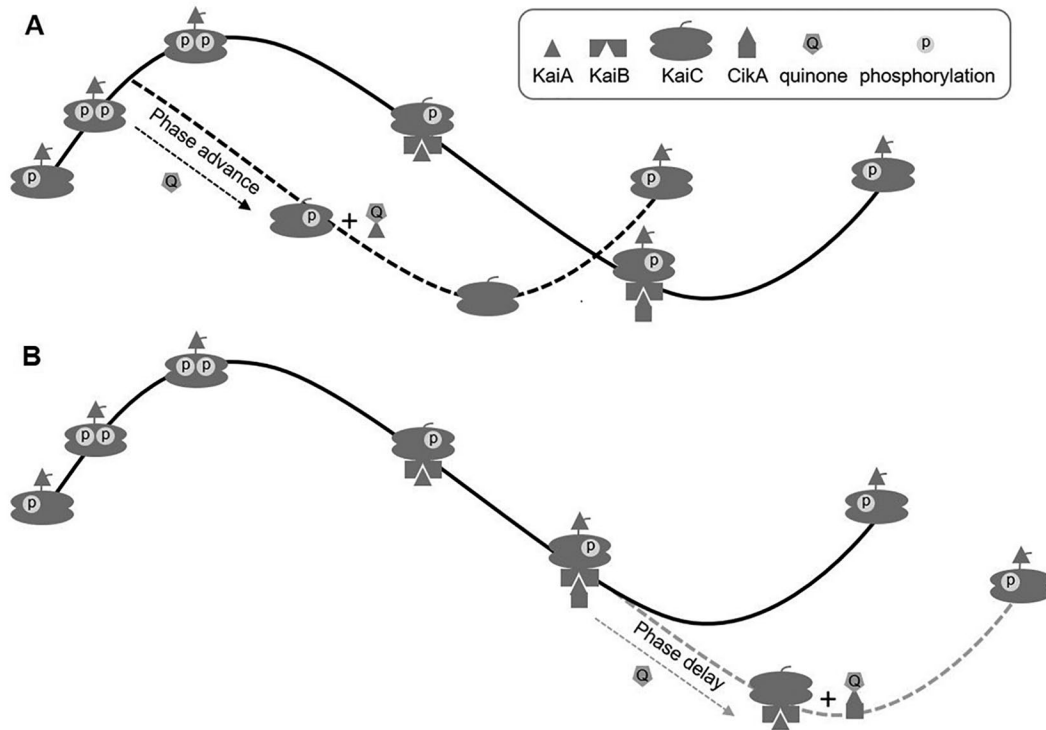 A
KaiA KaiB KaiC CikA quinone phosphorylation
Q p
p p
p p
p
p
Phase advance
Q
p + Q
p
p
p
B
p p
p p
p
p
p
p
p
Phase delay
Q
+ Q